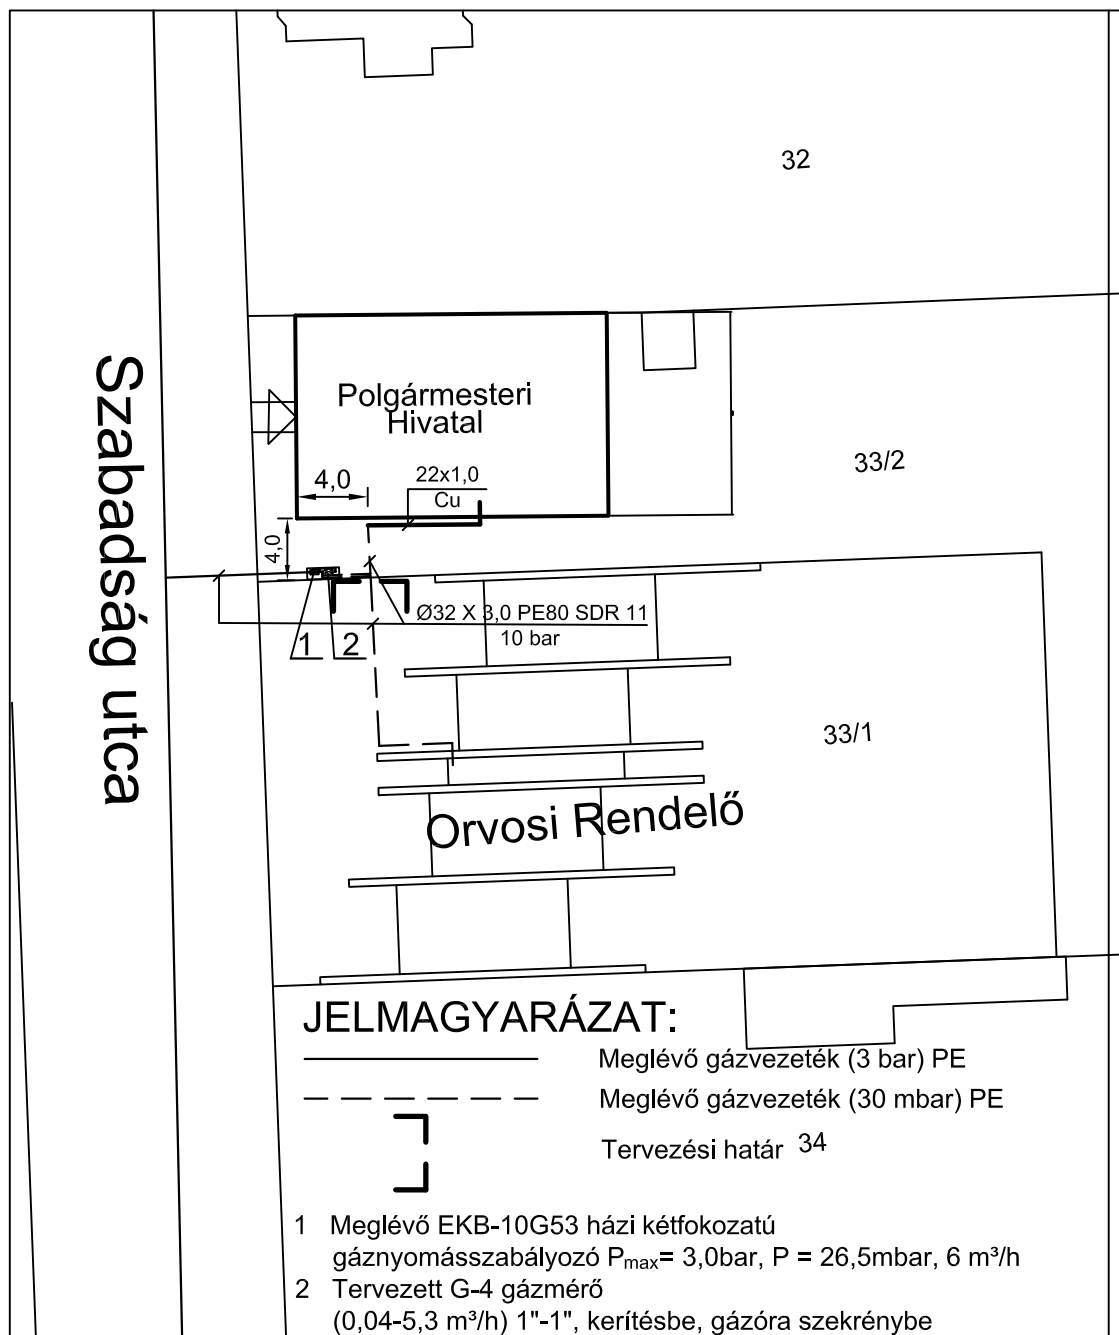 32
Szabadság utca
Polgármesteri
Hivatal
33/2
4,0
22x1,0
Cu
4,0
Ø32 X 3,0 PE80 SDR 11
10 bar
1
2
33/1
Orvosi Rendelő
JELMAGYARÁZAT:
Meglévő gázvezeték (3 bar) PE
Meglévő gázvezeték (30 mbar) PE
Tervezési határ
34
1 Meglévő EKB-10G53 házi kétfokozatú
gáznyomásszabályozó Pmax= 3,0bar, P = 26,5mbar, 6 m³/h
2 Tervezett G-4 gázmérő
(0,04-5,3 m³/h) 1"-1", kerítésbe, gázóra szekrénybe